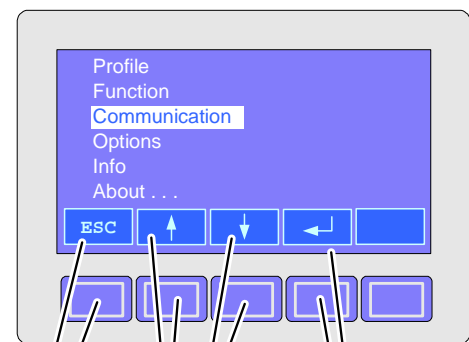 Profile
Function
Communication
Options
Info
About . . .
ESC